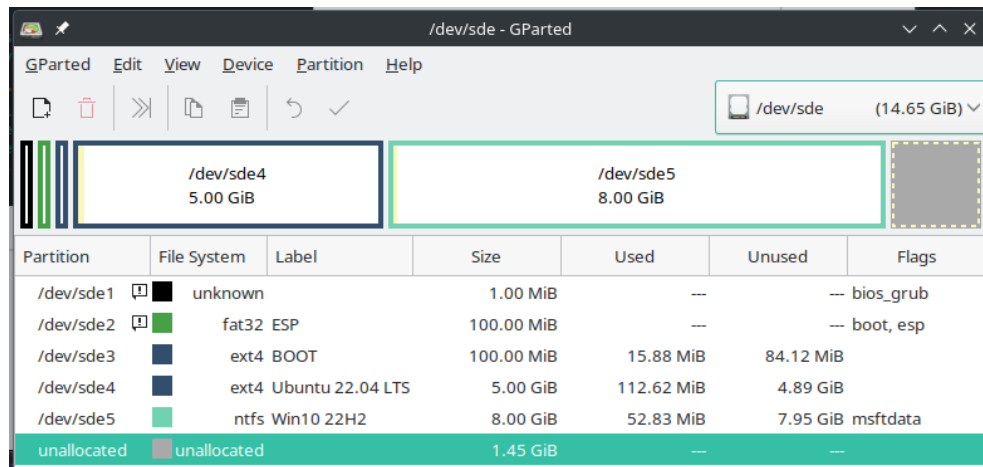 /dev/sde - GParted
GParted Edit View Device Partition Help
/dev/sde (14.65 GiB)
/dev/sde4
5.00 GiB
/dev/sde5
8.00 GiB
Partition File System Label Size Used Unused Flags
/dev/sde1 unknown 1.00 MiB --- --- bios_grub
/dev/sde2 fat32 ESP 100.00 MiB --- --- boot, esp
/dev/sde3 ext4 BOOT 100.00 MiB 15.88 MiB 84.12 MiB
/dev/sde4 ext4 Ubuntu 22.04 LTS 5.00 GiB 112.62 MiB 4.89 GiB
/dev/sde5 ntfs Win10 22H2 8.00 GiB 52.83 MiB 7.95 GiB msftdata
unallocated unallocated 1.45 GiB --- ---